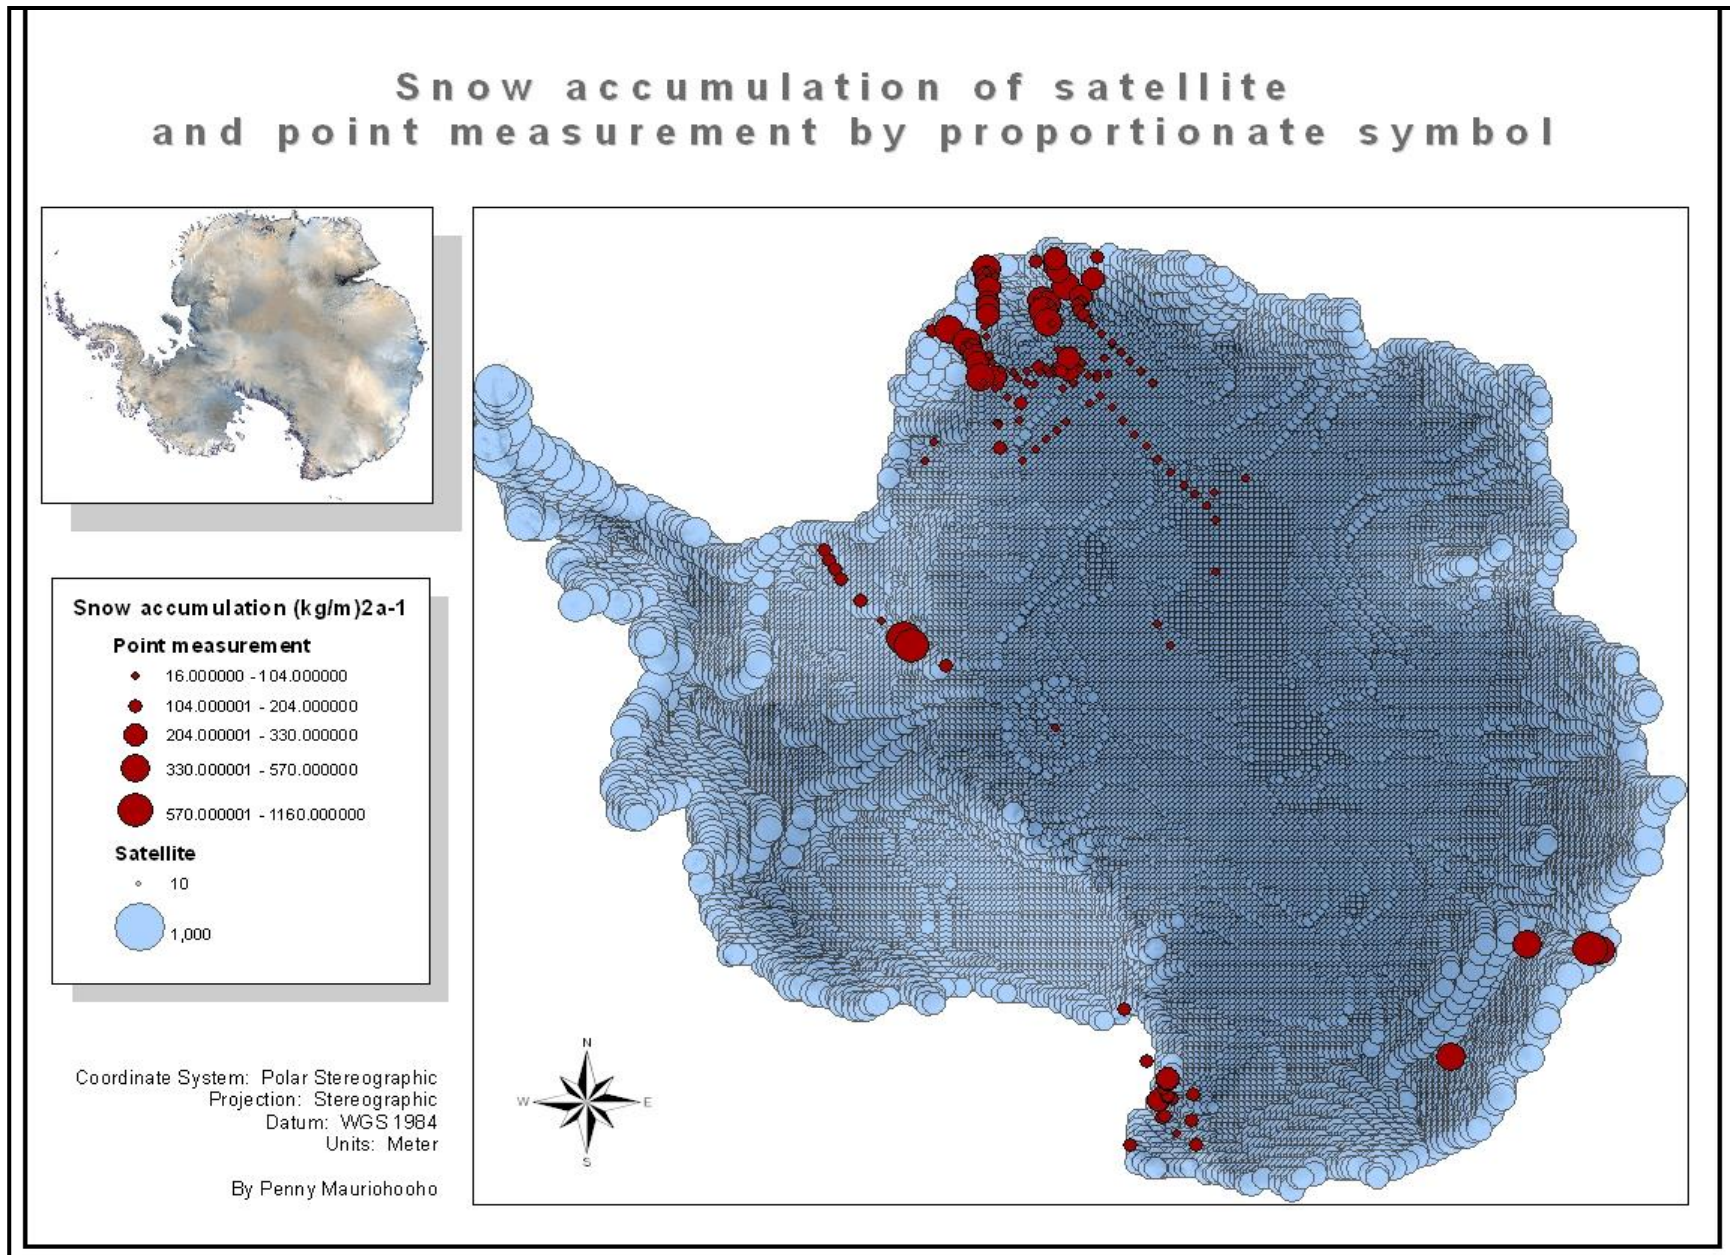 Snow accumulation of satellite
and point measurement by proportionate symbol
Snow accumulation (kg/m)2a-1
Point measurement
16.000000 - 104.000000
104.000001 - 204.000000
204.000001 - 330.000000
330.000001 - 570.000000
570.000001 - 1160.000000
Satellite
10
1,000
Coordinate System: Polar Stereographic
Projection: Stereographic
Datum: WGS 1984
Units: Meter
By Penny Mauriohooho
N
W E
S